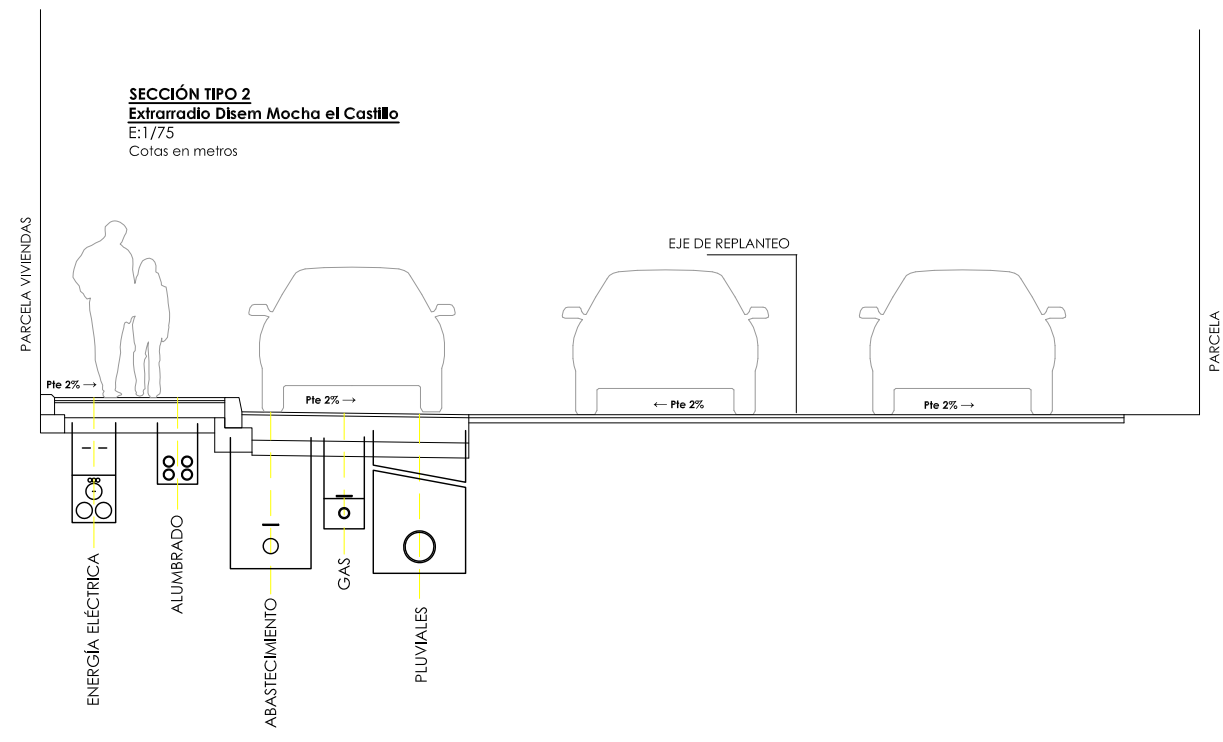 SECCIÓN TIPO 2
Extrarradio Disem Mocha el Castillo
E:1/75
Cotas en metros
PARCELA VIVIENDAS
EJE DE REPLANTEO
PARCELA
Pte 2% →
Pte 2% →
← Pte 2%
Pte 2% →
ENERGÍA ELÉCTRICA
ALUMBRADO
ABASTECIMIENTO
GAS
PLUVIALES